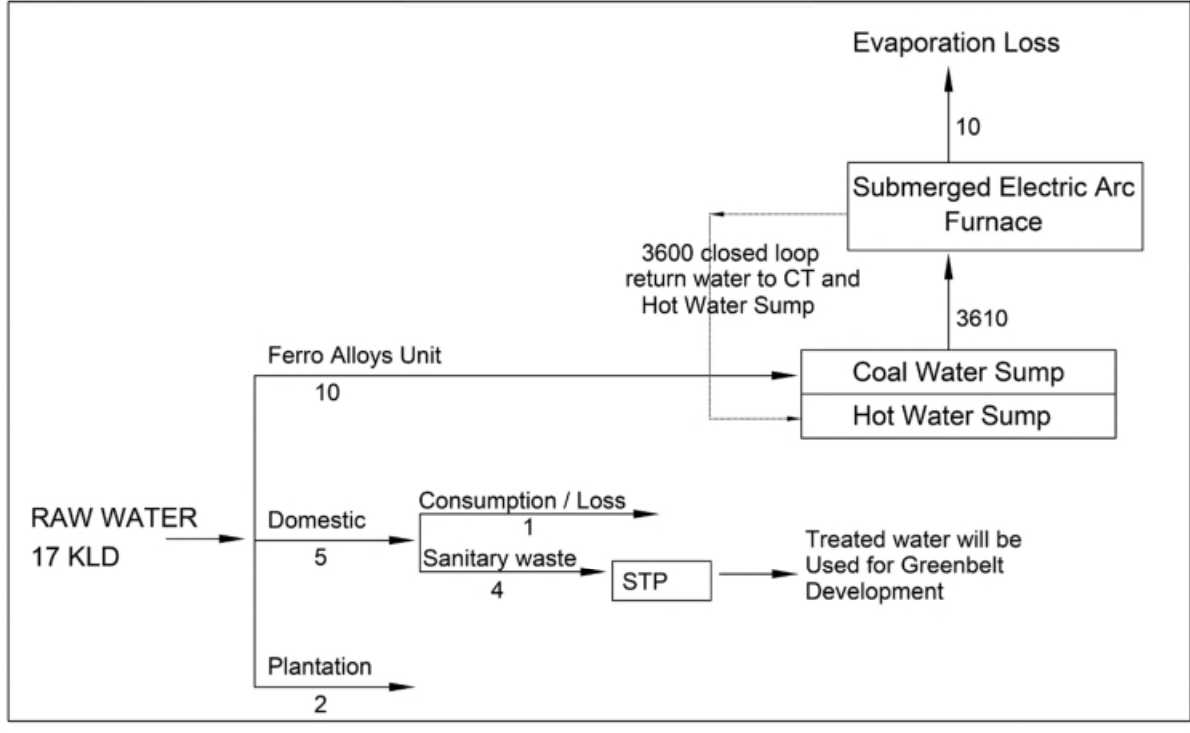 Evaporation Loss
10
Submerged Electric Arc
Furnace
3600 closed loop
return water to CT and
Hot Water Sump
3610
Ferro Alloys Unit
10
Coal Water Sump
Hot Water Sump
RAW WATER
17 KLD
Domestic
5
Consumption / Loss
1
Sanitary waste
4
STP
Treated water will be
Used for Greenbelt
Development
Plantation
2